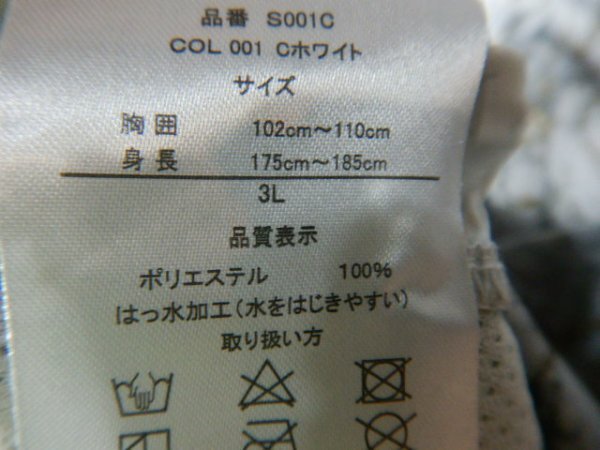 品番 S001C
COL 001 Cホワイト
サイズ
胸囲 102cm～110cm
身長 175cm～185cm
3L
品質表示
ポリエステル 100%
はっ水加工(水をはじきやすい)
取り扱い方